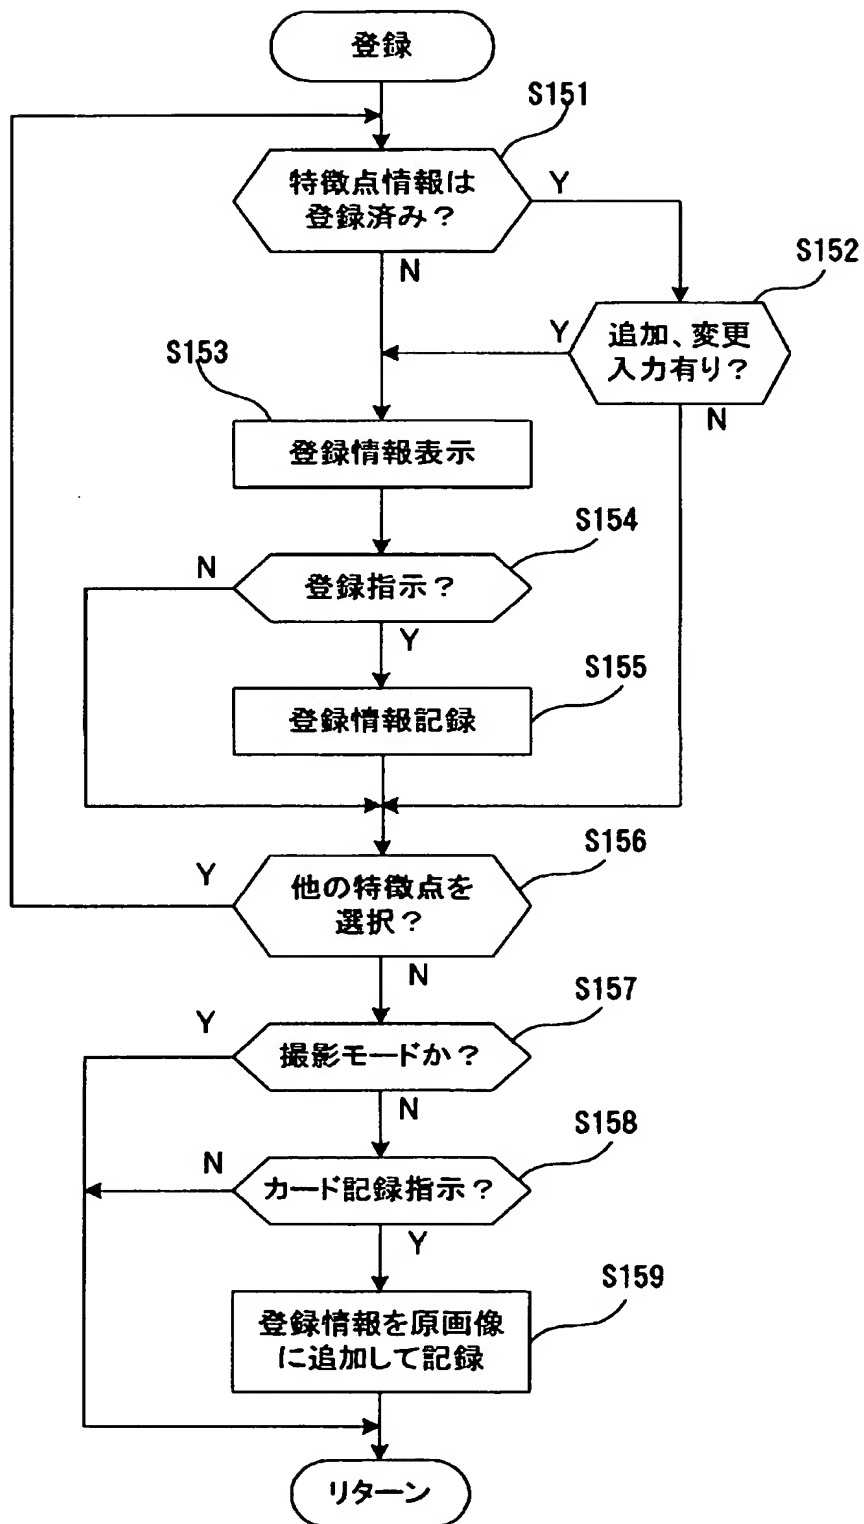 登録
S151
特徴点情報は
登録済み？
Y
N
S152
追加、変更
入力有り？
Y
N
S153
登録情報表示
S154
登録指示？
N
Y
S155
登録情報記録
S156
他の特徴点を
選択？
Y
N
S157
撮影モードか？
Y
N
S158
カード記録指示？
N
Y
S159
登録情報を原画像
に追加して記録
リターン